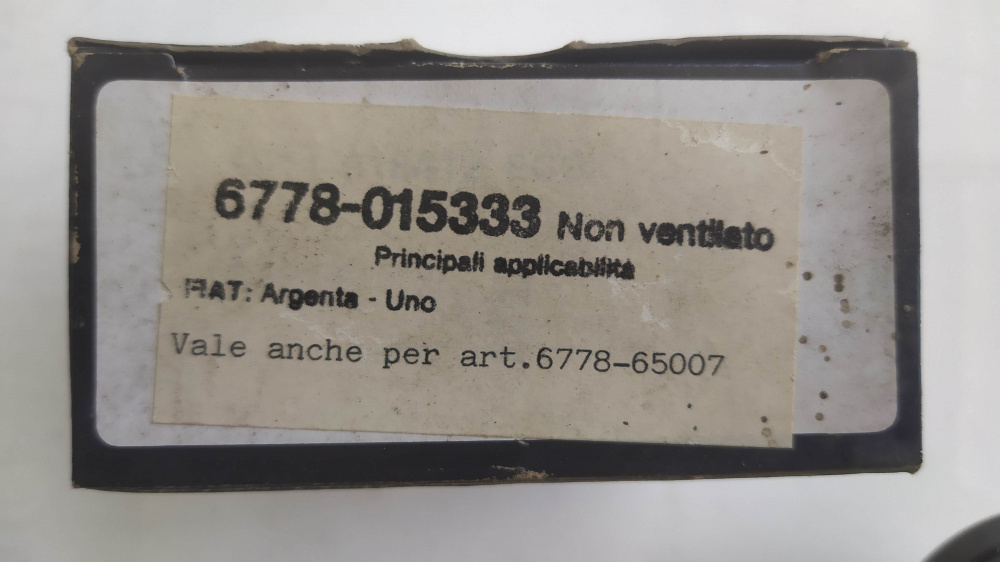 6778-015333 Non ventilato
Principali applicabilità
FIAT: Argenta - Uno
Vale anche per art.6778-65007